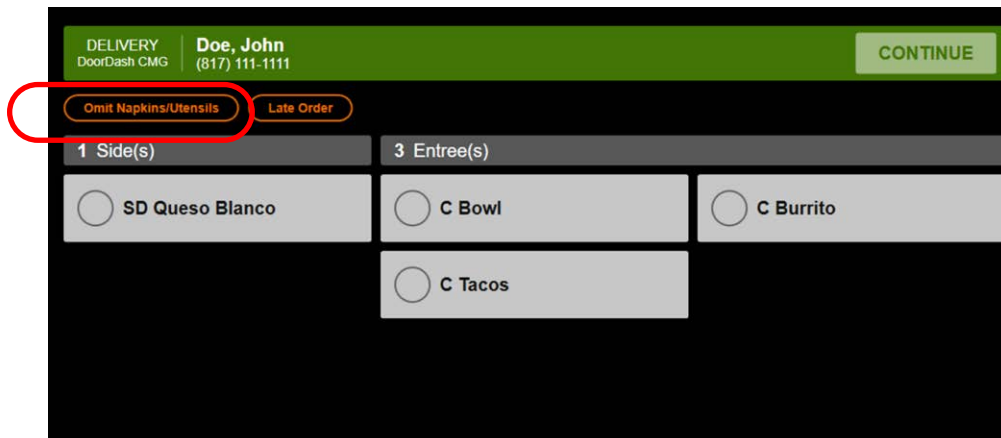 DELIVERY
DoorDash CMG
Doe, John
(817) 111-1111
CONTINUE
Omit Napkins/Utensils
Late Order
1 Side(s)
3 Entree(s)
SD Queso Blanco
C Bowl
C Burrito
C Tacos